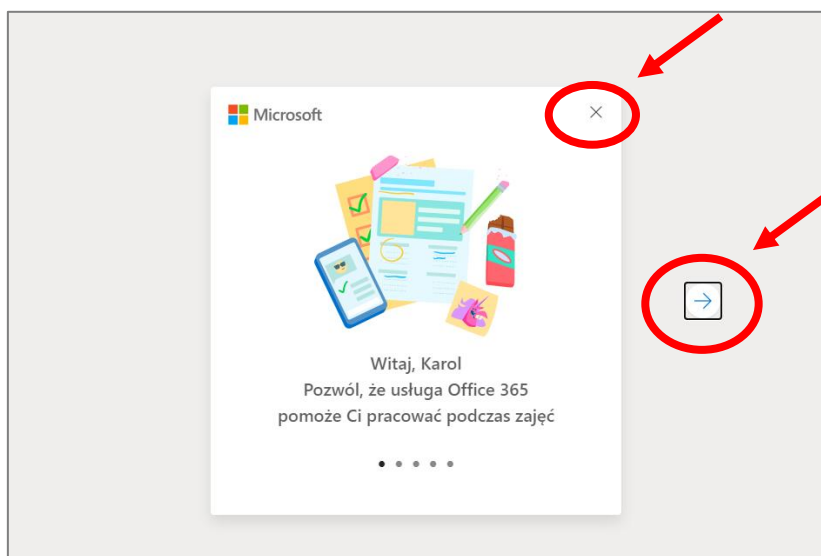 Microsoft
Witaj, Karol
Pozwól, że usługa Office 365
pomoże Ci pracować podczas zajęć